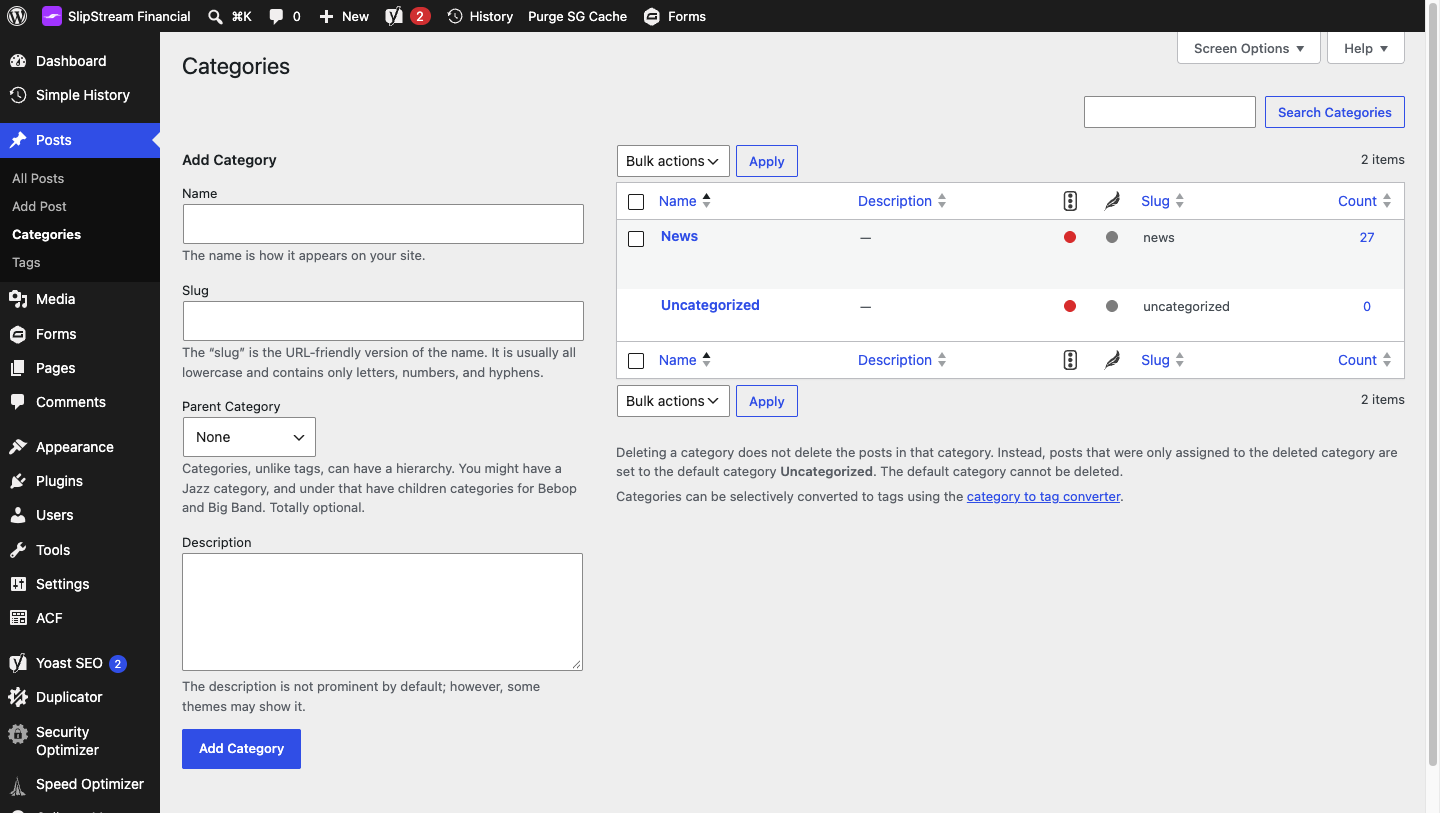 SlipStream Financial ⌘K 0 New 2 History Purge SG Cache Forms
Dashboard
Simple History
Posts
All Posts
Add Post
Categories
Tags
Media
Forms
Pages
Comments
Appearance
Plugins
Users
Tools
Settings
ACF
Yoast SEO 2
Duplicator
Security
Optimizer
Speed Optimizer
Screen Options Help
Categories
Search Categories
Add Category
Name
The name is how it appears on your site.
Slug
The “slug” is the URL-friendly version of the name. It is usually all
lowercase and contains only letters, numbers, and hyphens.
Parent Category
None
Categories, unlike tags, can have a hierarchy. You might have a
Jazz category, and under that have children categories for Bebop
and Big Band. Totally optional.
Description
The description is not prominent by default; however, some
themes may show it.
Add Category
Bulk actions Apply 2 items
Name Description Slug Count
News — news 27
Uncategorized — uncategorized 0
Name Description Slug Count
Bulk actions Apply 2 items
Deleting a category does not delete the posts in that category. Instead, posts that were only assigned to the deleted category are
set to the default category Uncategorized. The default category cannot be deleted.
Categories can be selectively converted to tags using the category to tag converter.